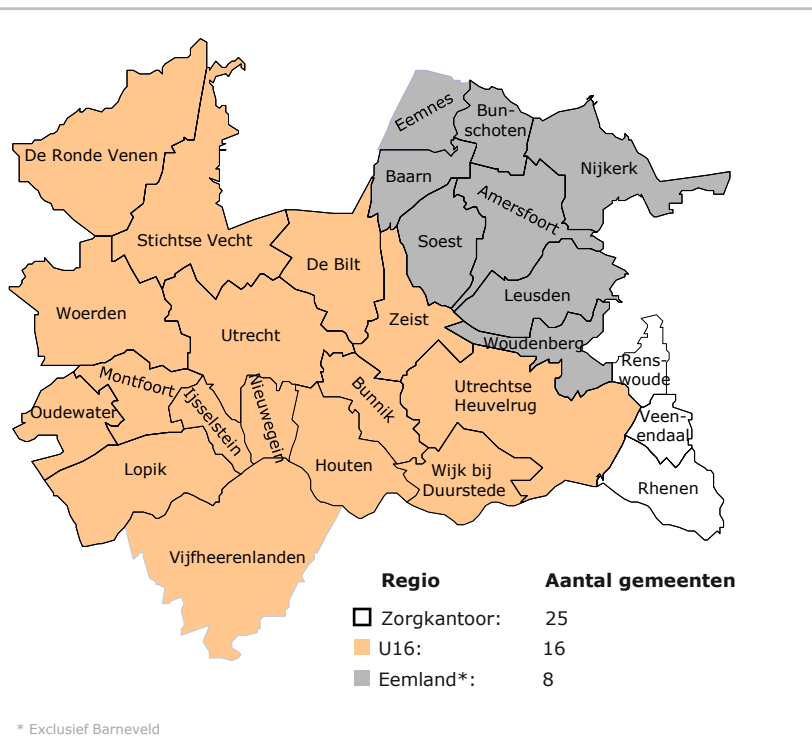 Eemnes
Bun-
schoten
De Ronde Venen
Nijkerk
Baarn
Amersfoort
Stichtse Vecht
Soest
De Bilt
Leusden
Woerden
Zeist
Utrecht
Woudenberg
Rens-
woude
Montfoort
Oudewater
IJsselstein
Nieuwegein
Bunnik
Utrechtse
Heuvelrug
Veen-
endaal
Lopik
Houten
Wijk bij
Duurstede
Rhenen
Vijfheerenlanden
Regio Aantal gemeenten
Zorgkantoor: 25
U16: 16
Eemland*: 8
* Exclusief Barneveld